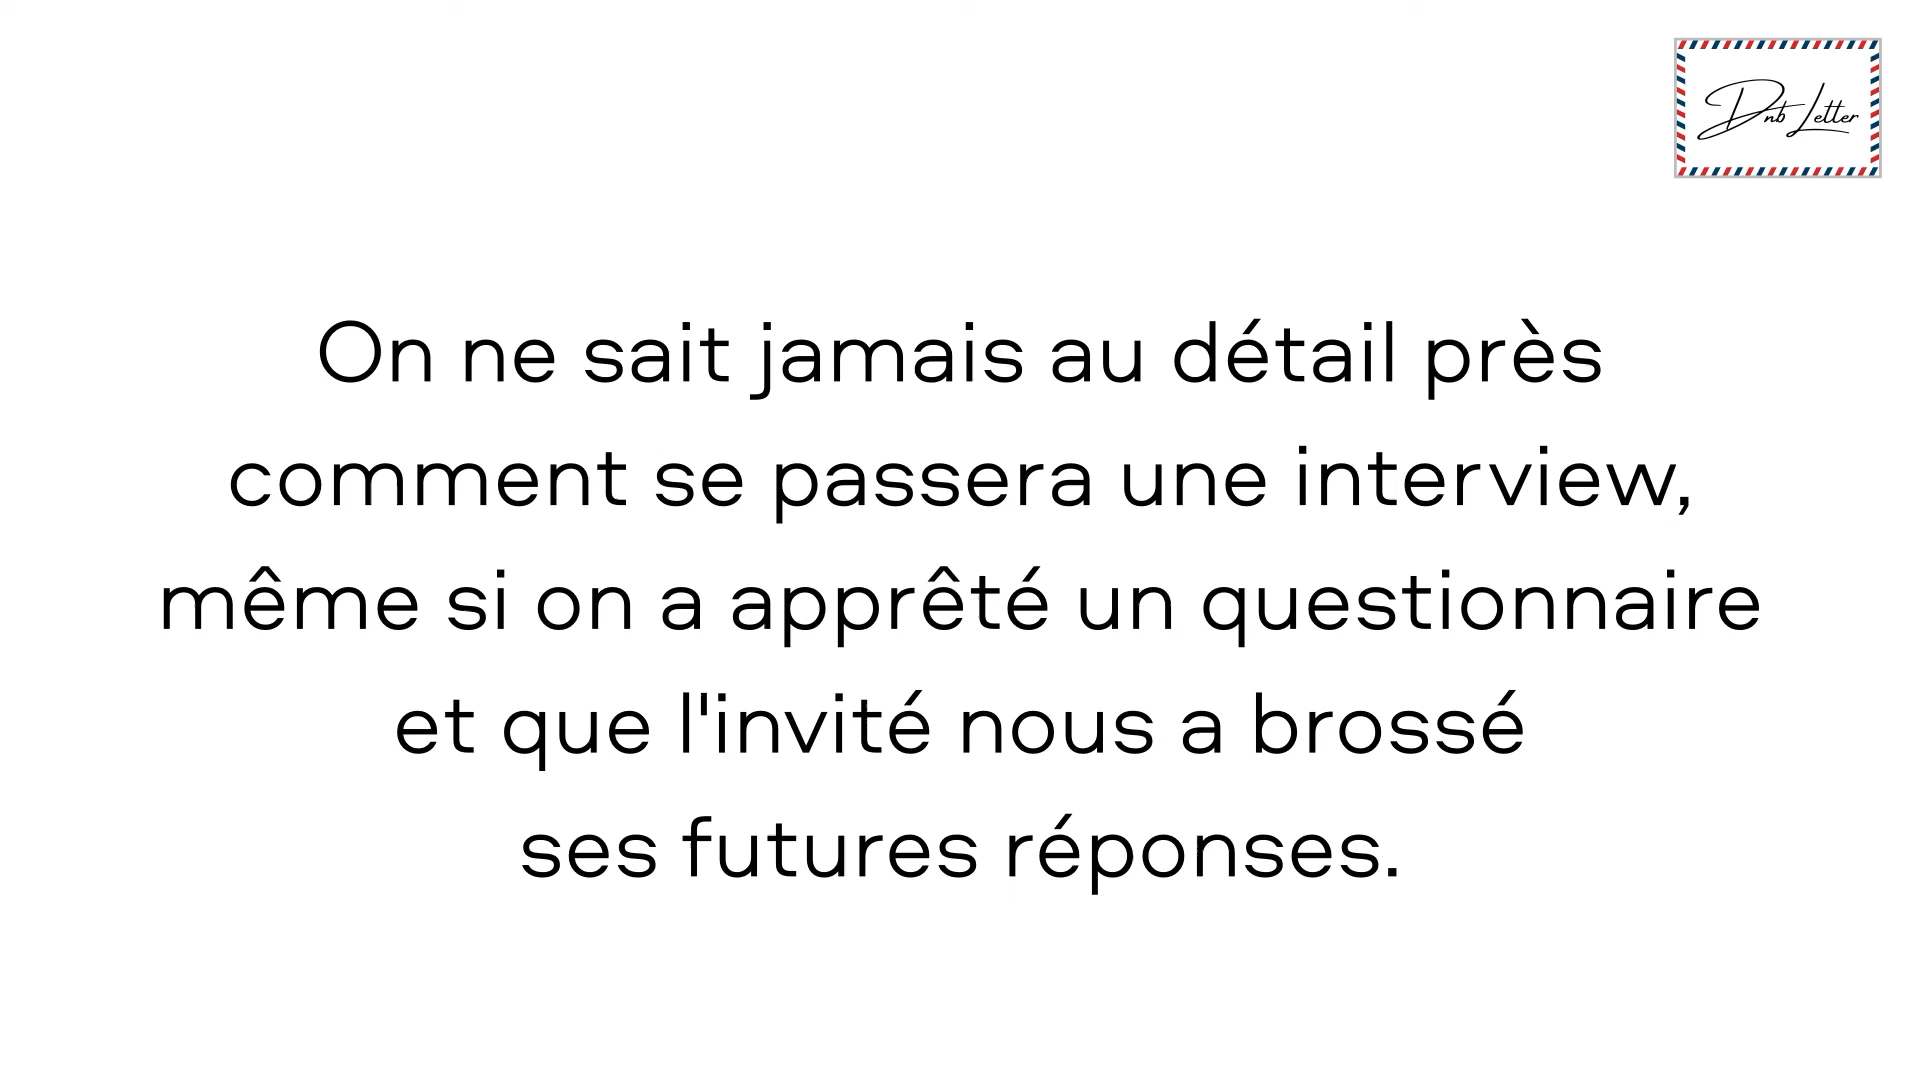 Dnb Letter
On ne sait jamais au détail près
comment se passera une interview,
même si on a apprêté un questionnaire
et que l'invité nous a brossé
ses futures réponses.